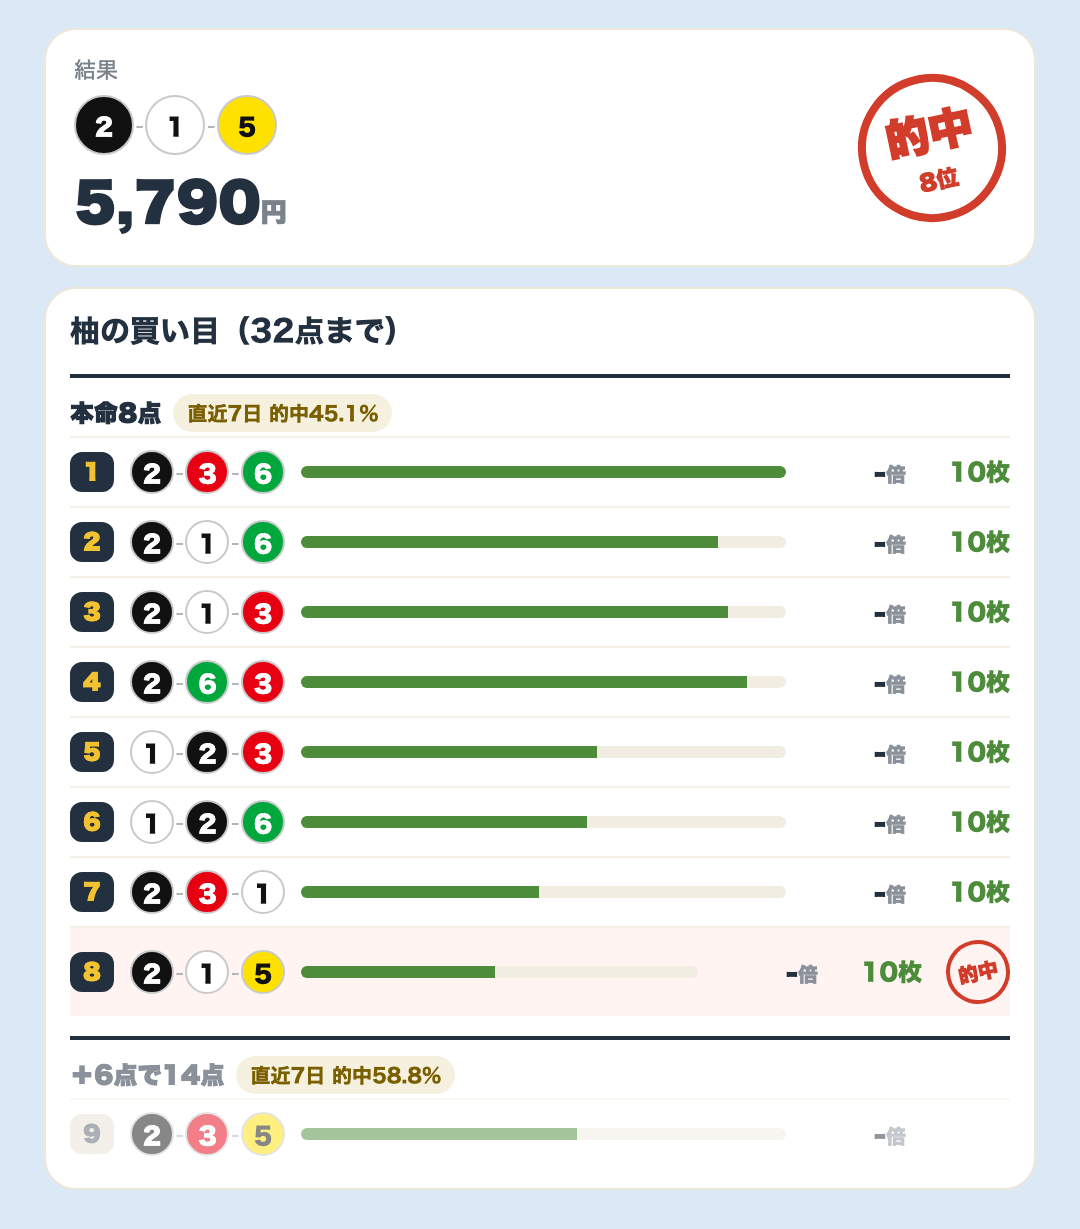 結果
2-1-5
5,790円
的中
8位
柚の買い目（32点まで）
本命8点 直近7日 的中45.1%
1 2-3-6 -倍 10枚
2 2-1-6 -倍 10枚
3 2-1-3 -倍 10枚
4 2-6-3 -倍 10枚
5 1-2-3 -倍 10枚
6 1-2-6 -倍 10枚
7 2-3-1 -倍 10枚
8 2-1-5 -倍 10枚 的中
+6点で14点 直近7日 的中58.8%
9 2-3-5 -倍